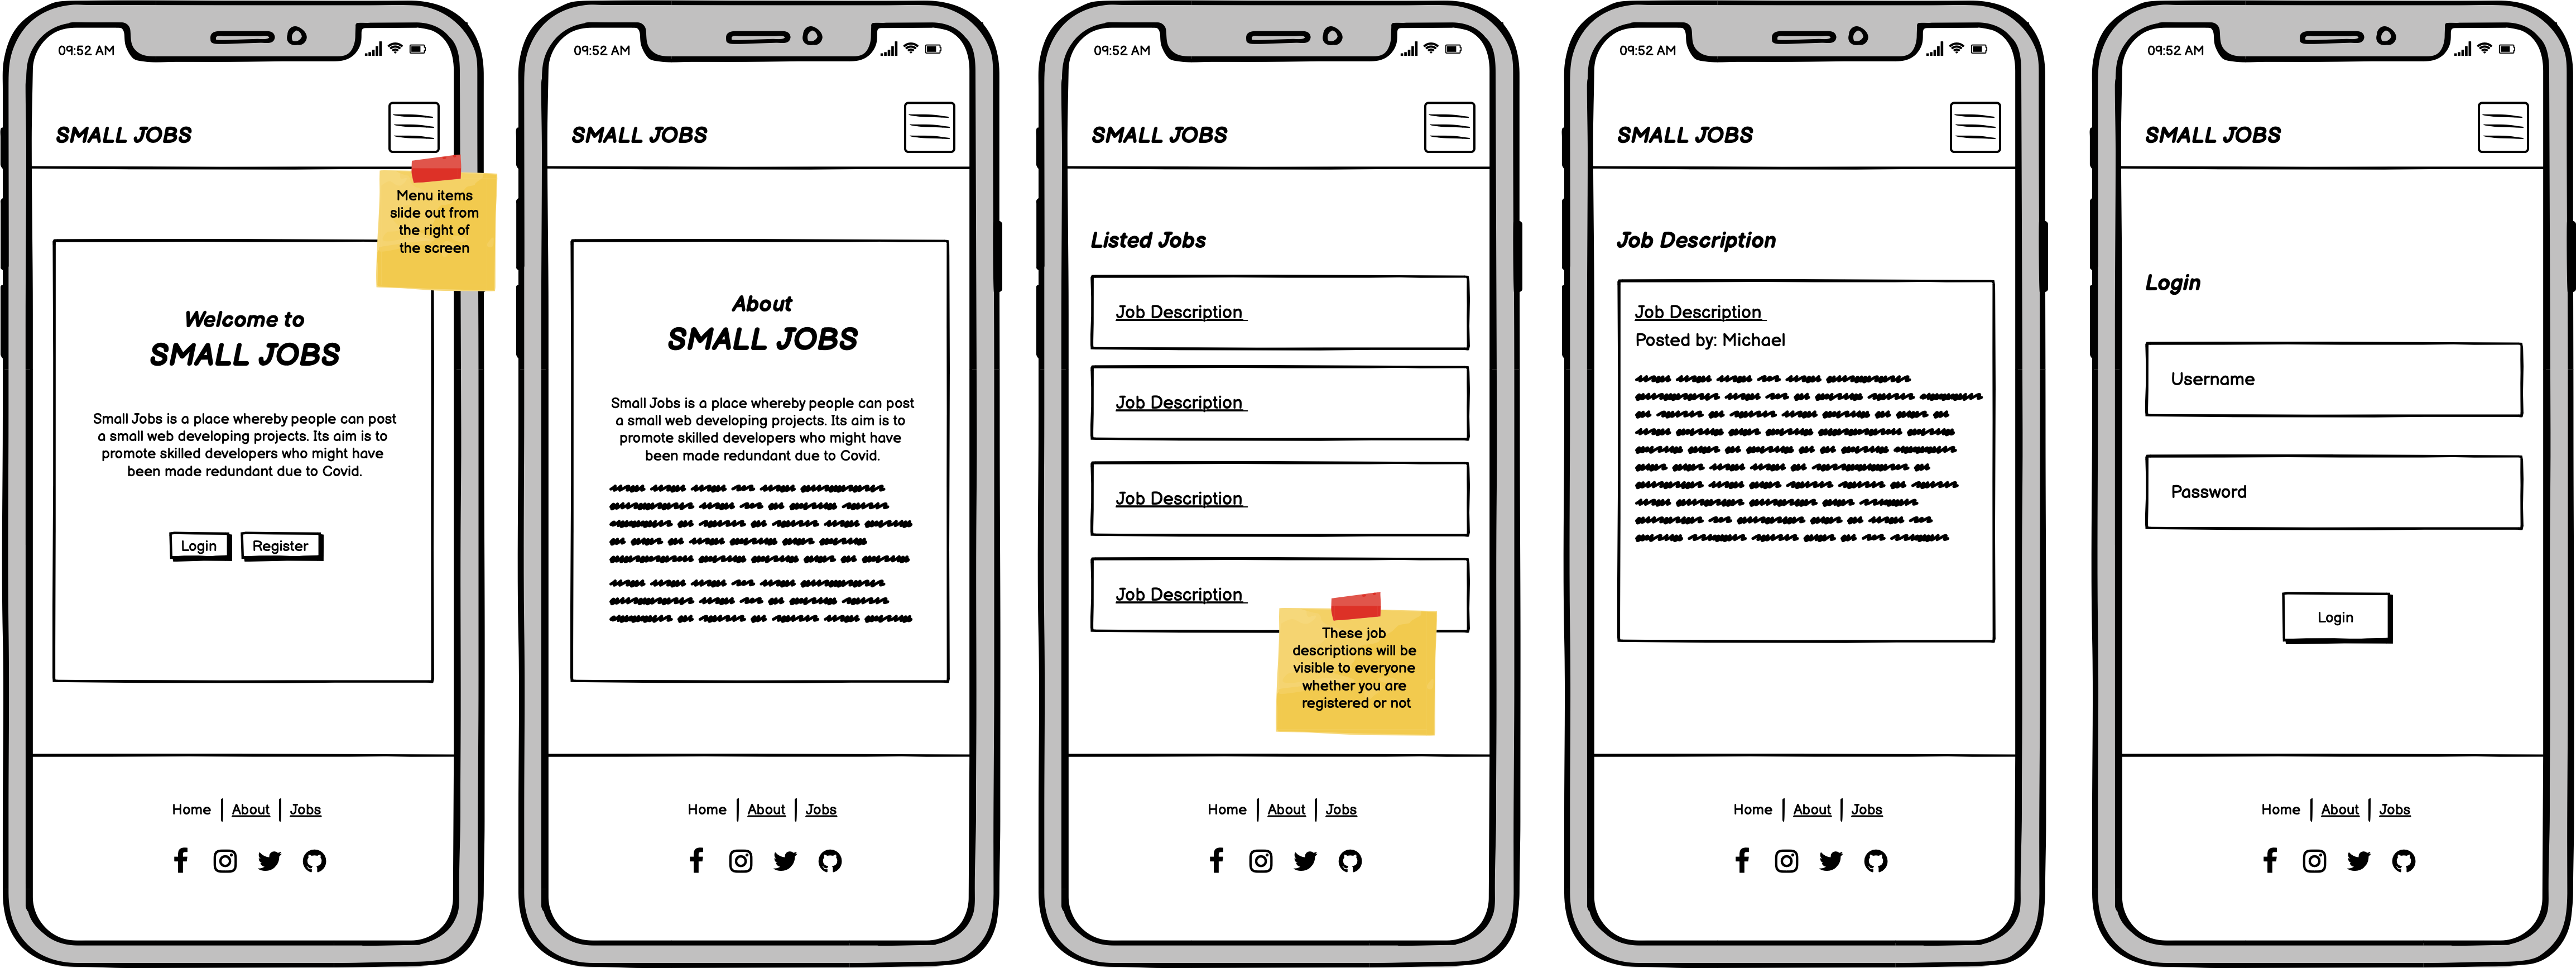 09:52 AM
SMALL JOBS
Menu items
slide out from
the right of
the screen
Welcome to
SMALL JOBS
Small Jobs is a place whereby people can post
a small web developing projects. Its aim is to
promote skilled developers who might have
been made redundant due to Covid.
Login
Register
Home
About
Jobs
09:52 AM
SMALL JOBS
About
SMALL JOBS
Small Jobs is a place whereby people can post
a small web developing projects. Its aim is to
promote skilled developers who might have
been made redundant due to Covid.
Home
About
Jobs
09:52 AM
SMALL JOBS
Listed Jobs
Job Description
Job Description
Job Description
Job Description
These job
descriptions will be
visible to everyone
whether you are
registered or not
Home
About
Jobs
09:52 AM
SMALL JOBS
Job Description
Job Description
Posted by: Michael
Home
About
Jobs
09:52 AM
SMALL JOBS
Login
Username
Password
Login
Home
About
Jobs